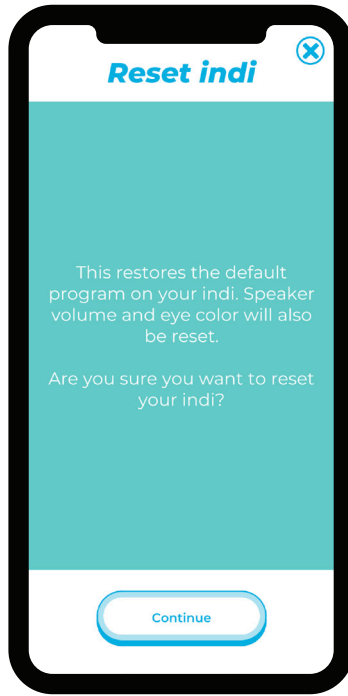 Reset indi
This restores the default
program on your indi. Speaker
volume and eye color will also
be reset.
Are you sure you want to reset
your indi?
Continue